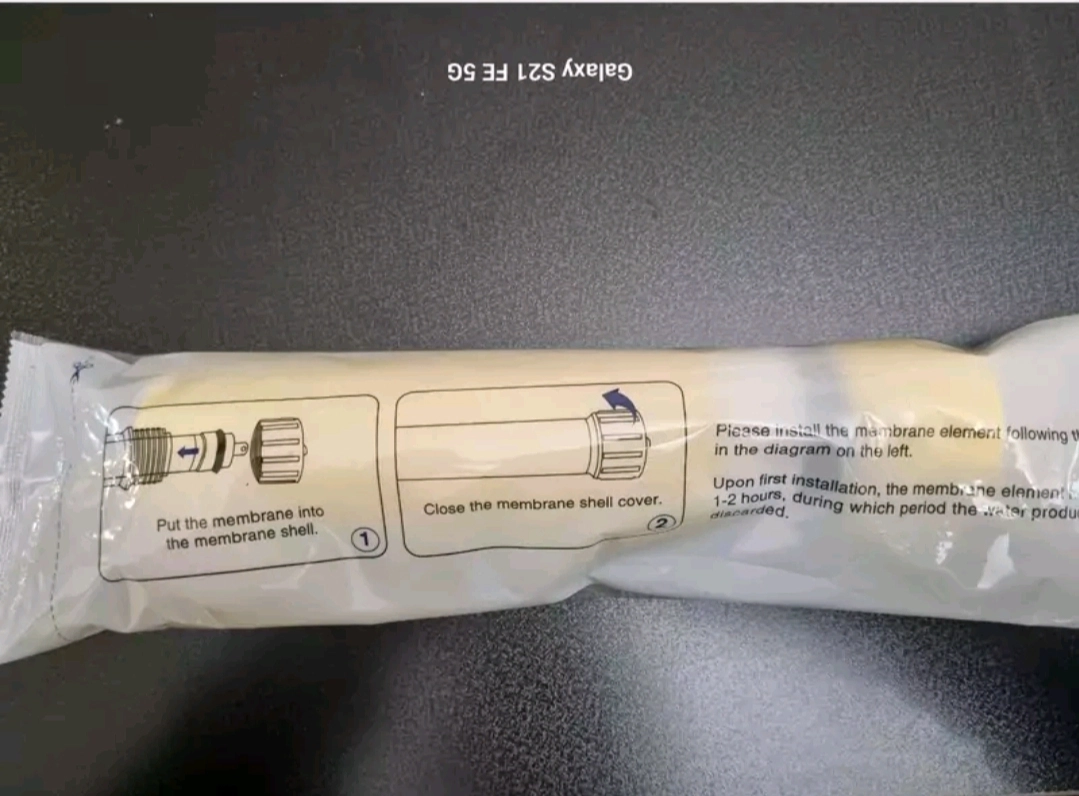 Galaxy S21 FE 5G
Put the membrane into
the membrane shell.
1
Close the membrane shell cover.
2
Please install the membrane element following
in the diagram on the left.
Upon first installation, the membrane element
1-2 hours, during which period the water
discarded.